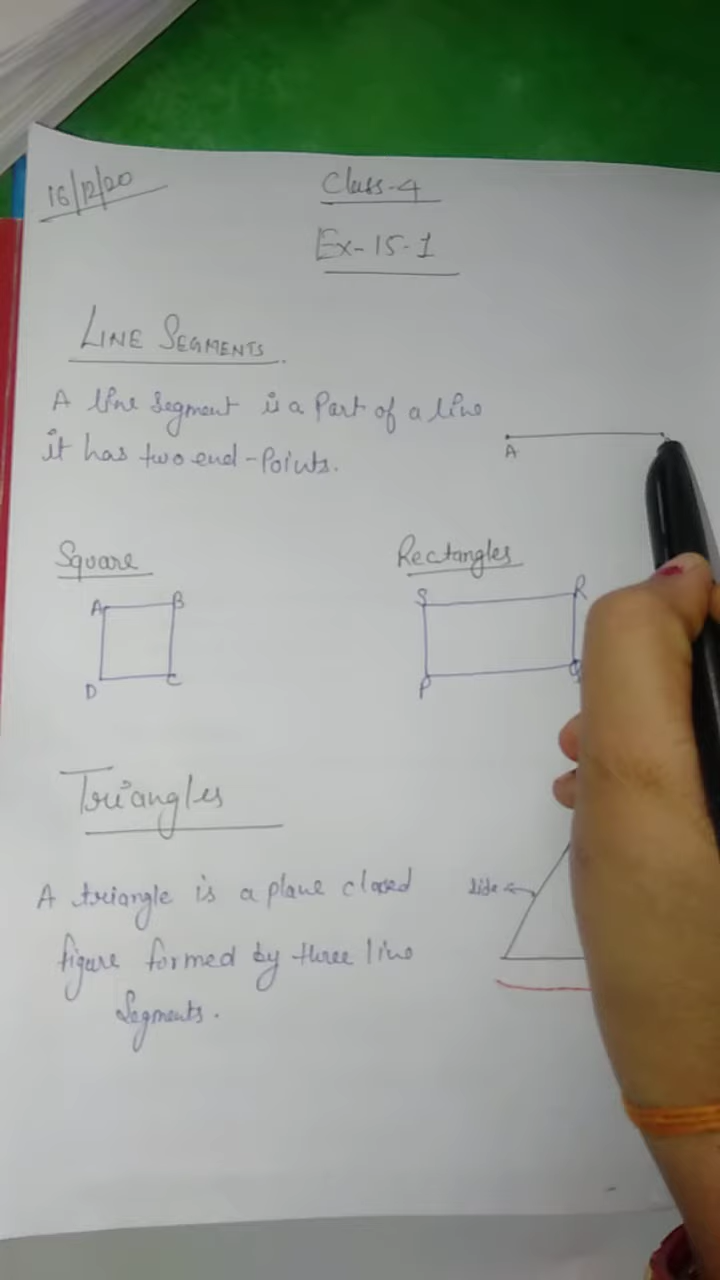 16/12/20
Class-4
Ex-15-1
LINE SEGMENTS.
A line segment is a Part of a line
it has two end-Points.
A
Square
Rectangles
A B
D C
S R
P Q
Triangles
A triangle is a plane closed
figure formed by three line
Segments.
side